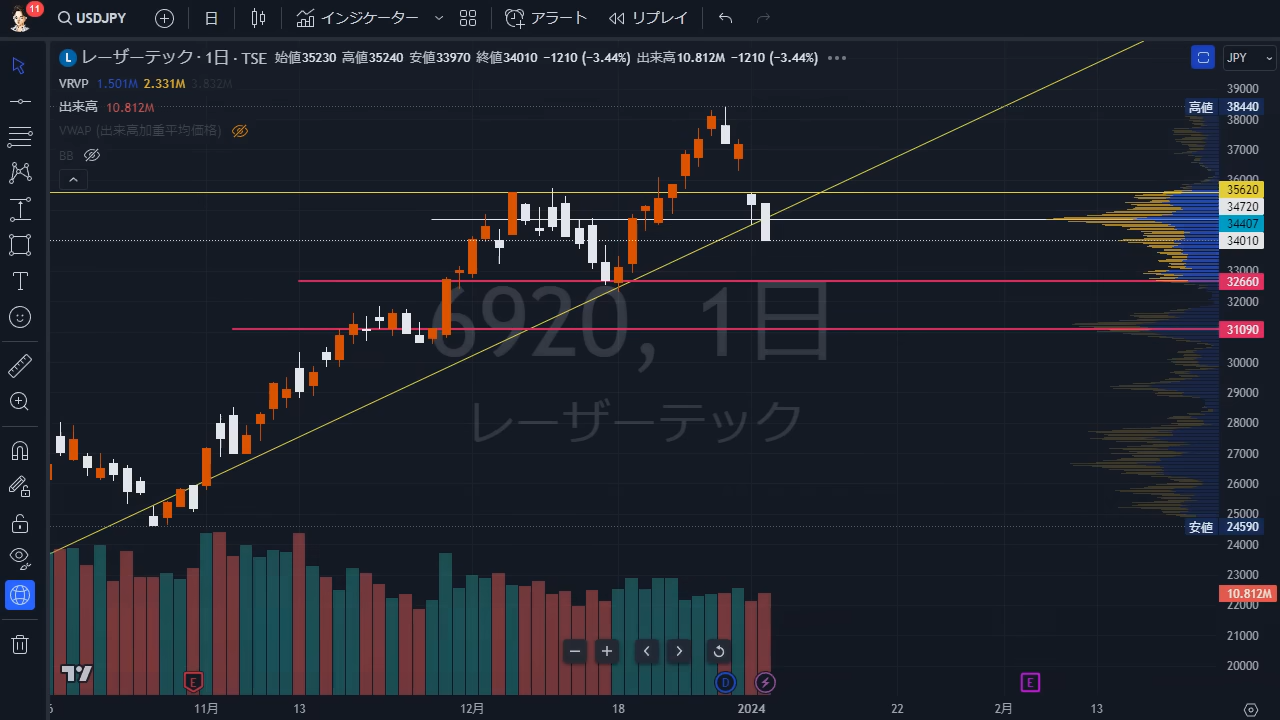 11
USDJPY
日
インジケーター
アラート
リプレイ
L
レーザーテック · 1日 · TSE 始値35230 高値35240 安値33970 終値34010 −1210 (−3.44%) 出来高10.812M −1210 (−3.44%)
JPY
VRVP 1.501M 2.331M 3.832M
出来高 10.812M
VWAP (出来高加重平均価格)
BB
39000
高値 38440
38000
37000
36000
35620
34720
34407
34010
33000
32660
32000
31090
30000
29000
28000
27000
26000
25000
安値 24590
24000
23000
10.812M
22000
21000
20000
6920, 1日
レーザーテック
E
D
E
11月
13
12月
18
2024
22
2月
13